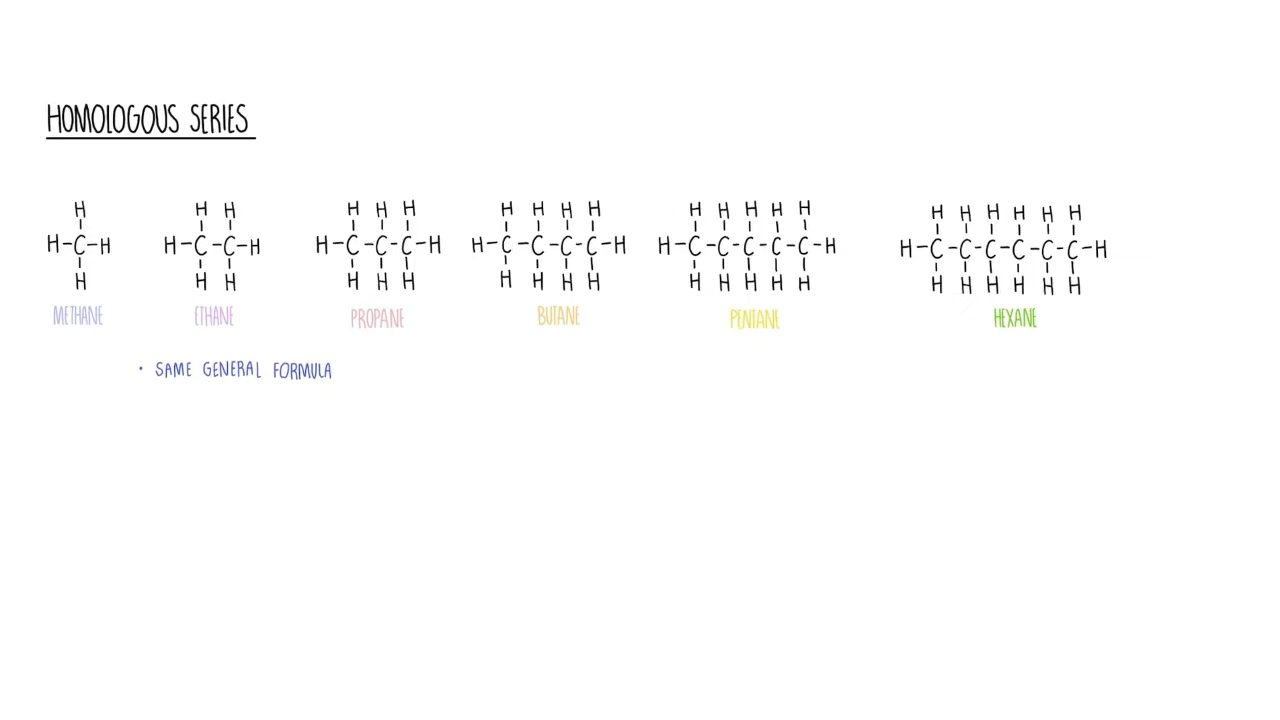 HOMOLOGOUS SERIES
H H H H H H H H H H H H H H H H H H H H H
H-C-H H-C-C-H H-C-C-C-H H-C-C-C-C-H H-C-C-C-C-C-H H-C-C-C-C-C-C-H
H H H H H H H H H H H H H H H H H H H H H
METHANE ETHANE PROPANE BUTANE PENTANE HEXANE
· SAME GENERAL FORMULA